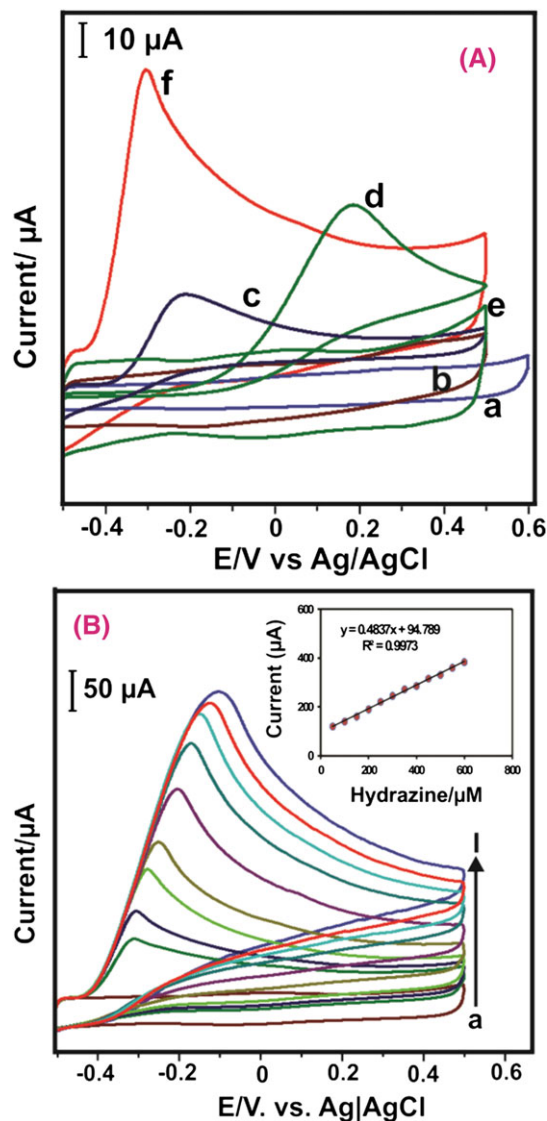 10 µA
(A)
f
d
c
e
b
a
Current/ µA
-0.4 -0.2 0 0.2 0.4 0.6
E/V vs Ag/AgCl
(B)
50 µA
y = 0.4837x + 94.789
R² = 0.9973
Current (µA)
600
400
200
0
0 200 400 600 800
Hydrazine/µM
l
a
Current/µA
-0.4 -0.2 0 0.2 0.4 0.6
E/V. vs. Ag|AgCl